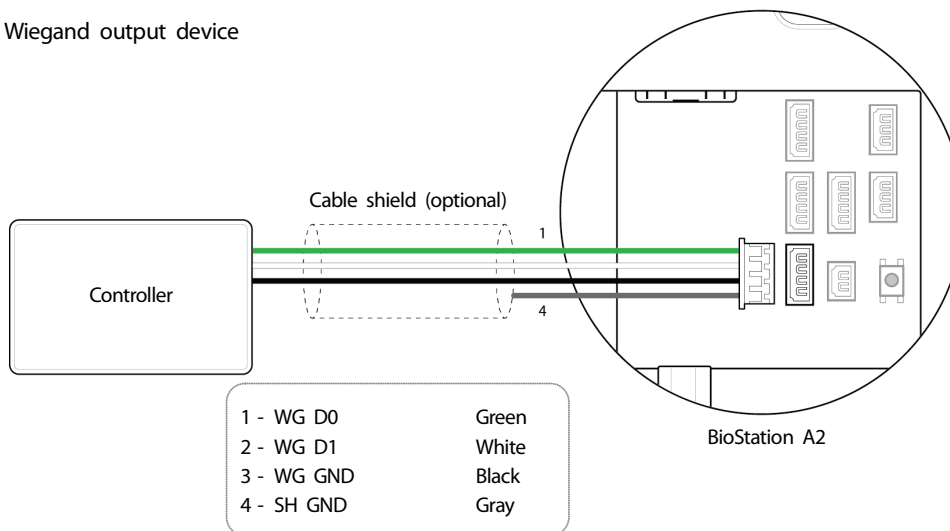 Wiegand output device
Cable shield (optional)
1
Controller
4
1 - WG D0 Green
2 - WG D1 White
3 - WG GND Black
4 - SH GND Gray
BioStation A2